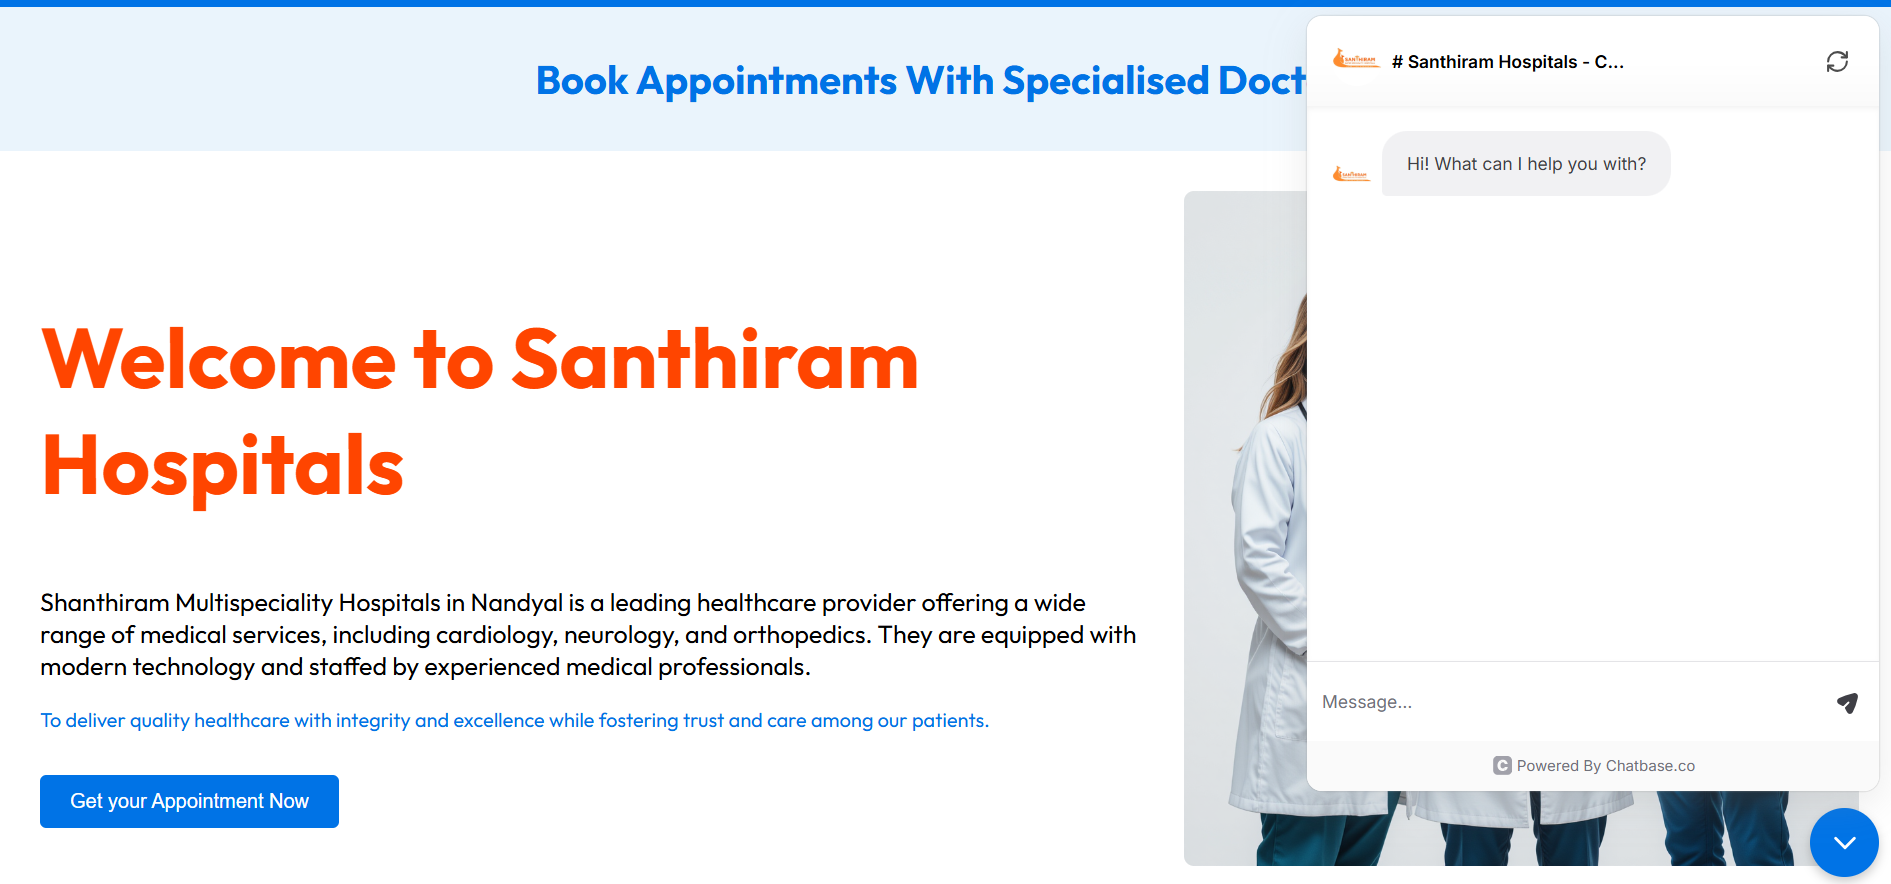 Book Appointments With Specialised Doct
Welcome to Santhiram
Hospitals
Shanthiram Multispeciality Hospitals in Nandyal is a leading healthcare provider offering a wide
range of medical services, including cardiology, neurology, and orthopedics. They are equipped with
modern technology and staffed by experienced medical professionals.
To deliver quality healthcare with integrity and excellence while fostering trust and care among our patients.
Get your Appointment Now
SANTHIRAM
# Santhiram Hospitals - C...
SANTHIRAM
Hi! What can I help you with?
Message...
C Powered By Chatbase.co